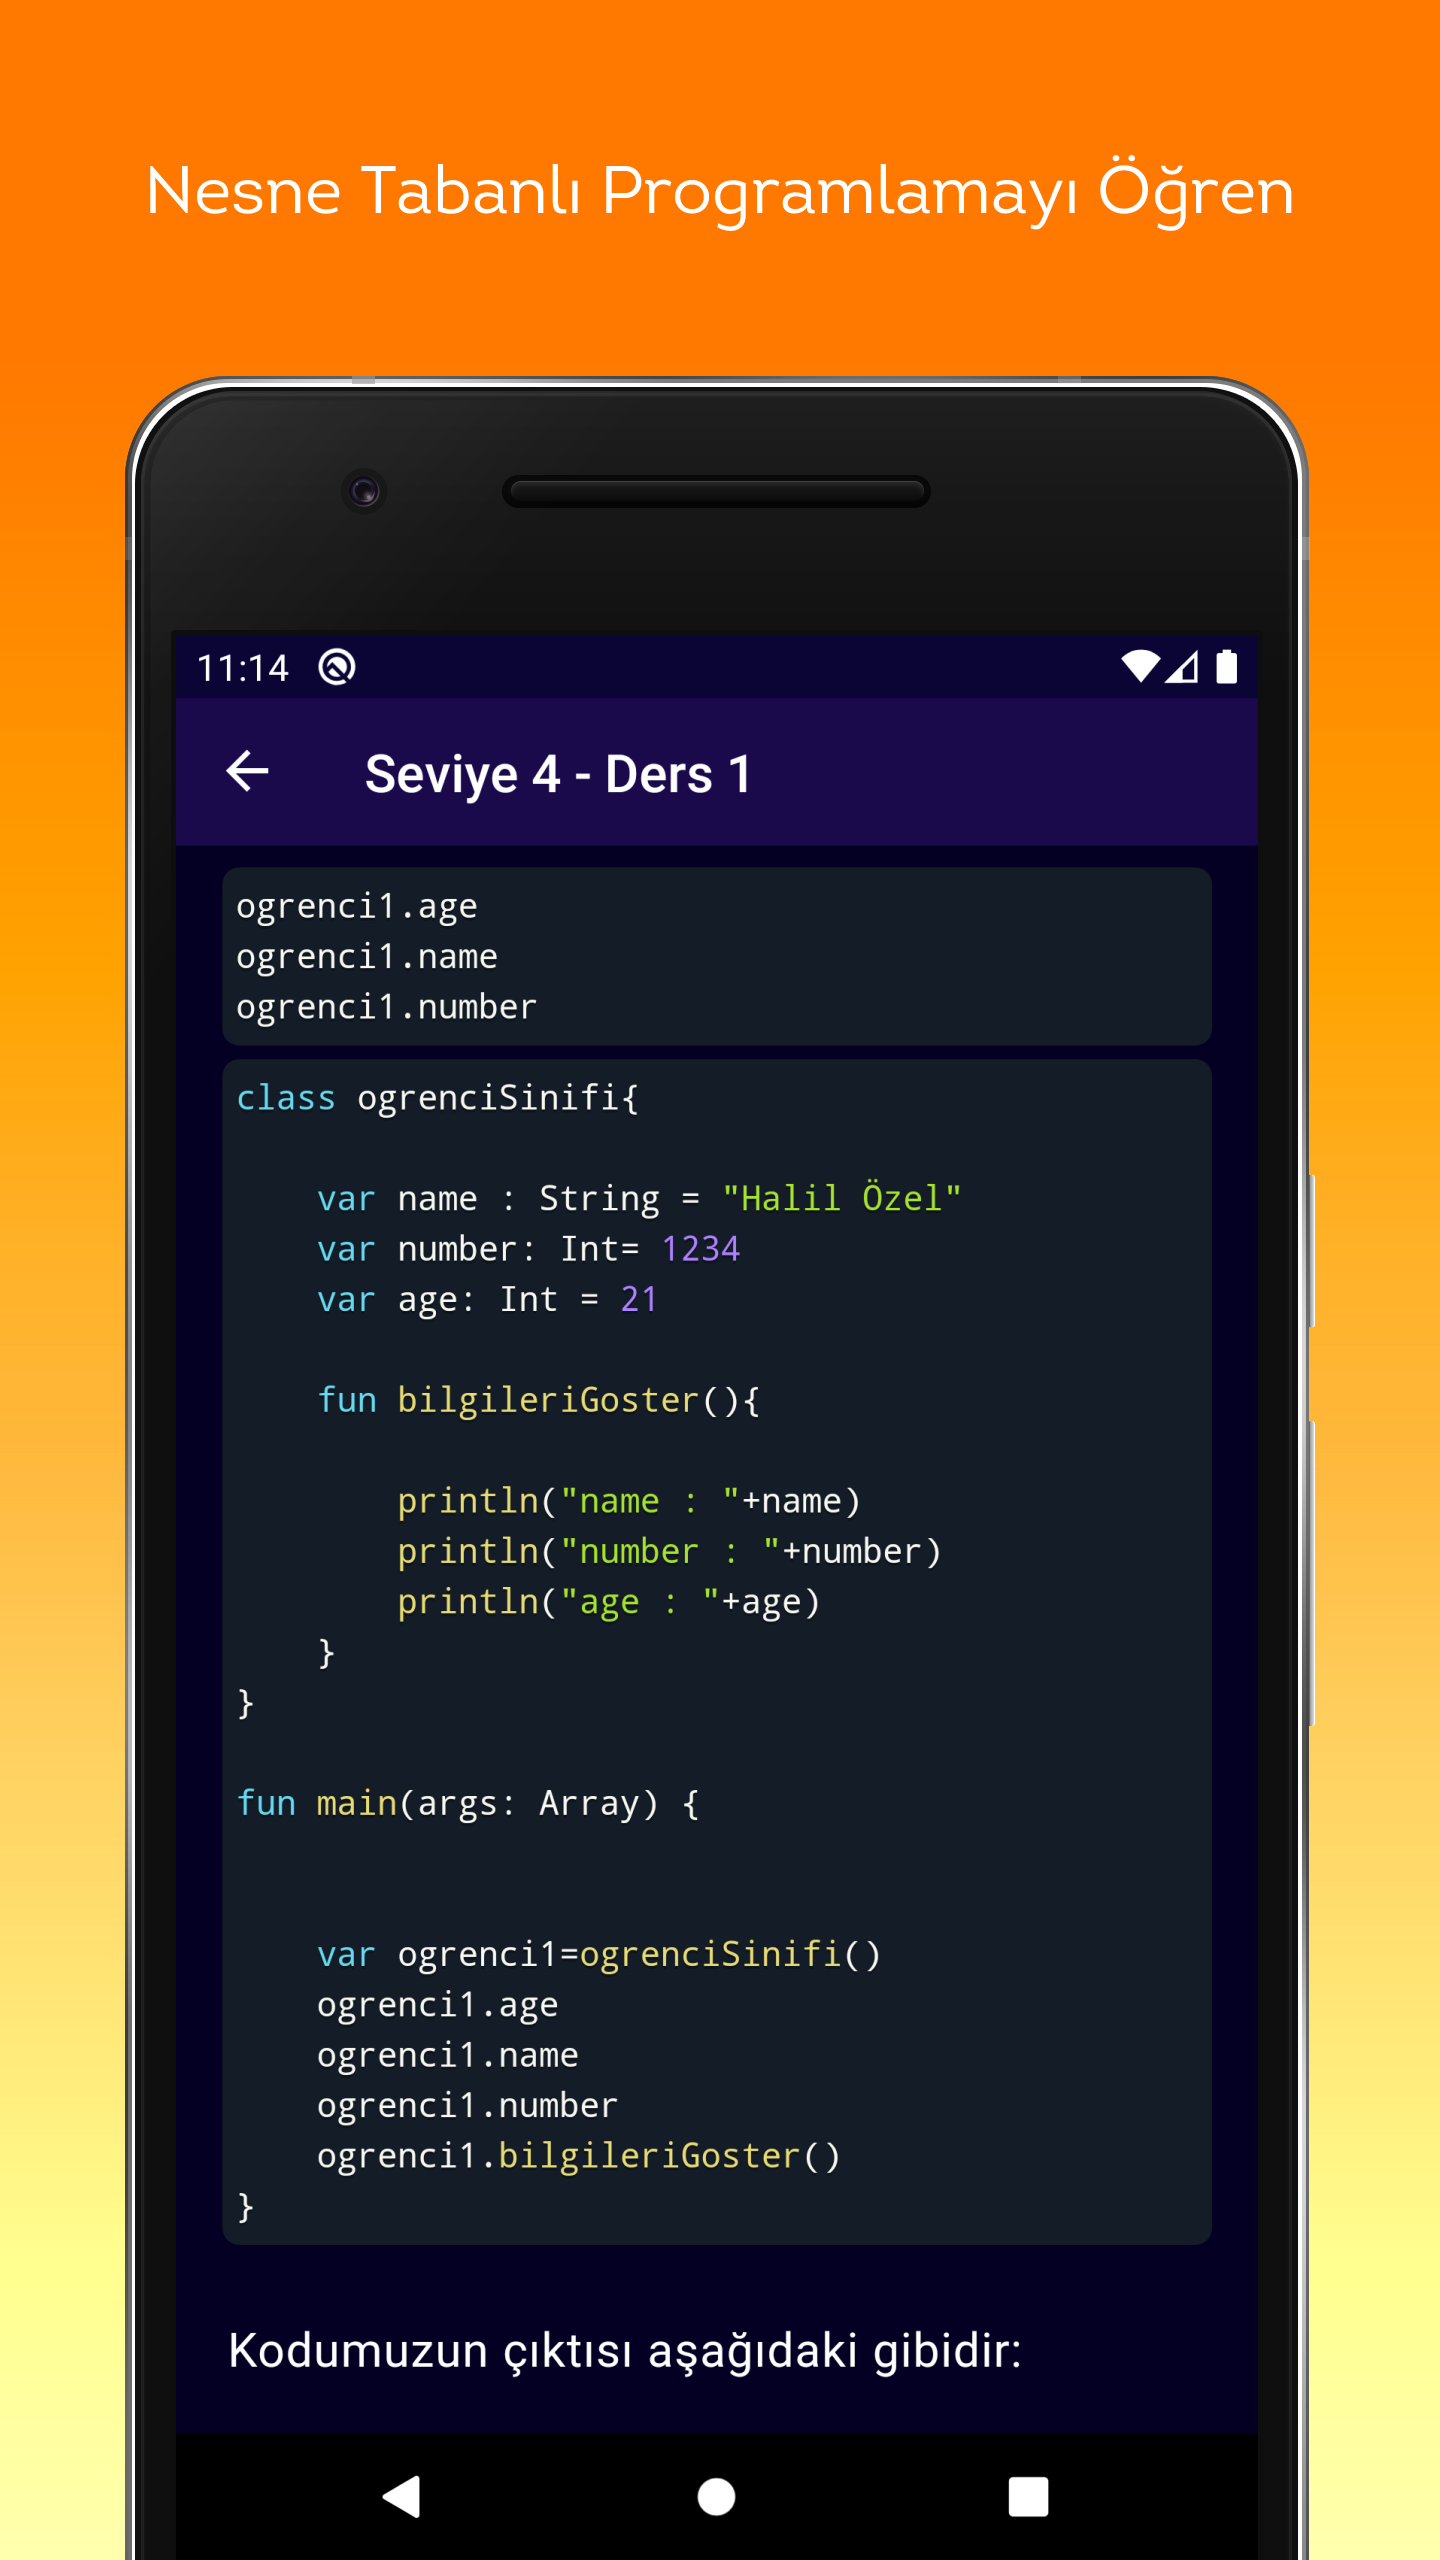 Nesne Tabanlı Programlamayı Öğren
11:14
Seviye 4 - Ders 1
ogrenci1.age
ogrenci1.name
ogrenci1.number
class ogrenciSinifi{
    var name : String = "Halil Özel"
    var number: Int= 1234
    var age: Int = 21
    fun bilgileriGoster(){
        println("name : "+name)
        println("number : "+number)
        println("age : "+age)
    }
}
fun main(args: Array) {
    var ogrenci1=ogrenciSinifi()
    ogrenci1.age
    ogrenci1.name
    ogrenci1.number
    ogrenci1.bilgileriGoster()
}
Kodumuzun çıktısı aşağıdaki gibidir: